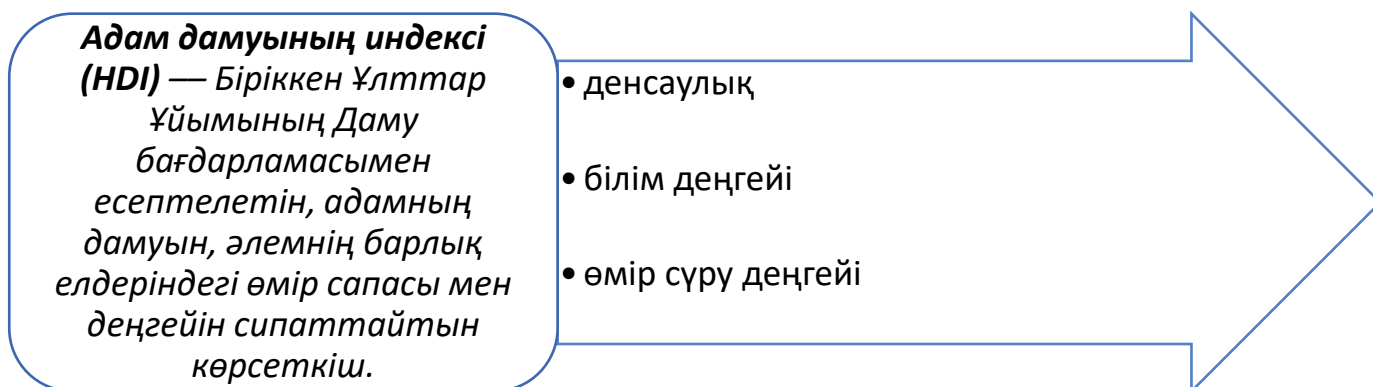 Адам дамуының индексі
(HDI) — Біріккен Ұлттар
Ұйымының Даму
бағдарламасымен
есептелетін, адамның
дамуын, әлемнің барлық
елдеріндегі өмір сапасы мен
деңгейін сипаттайтын
көрсеткіш.
• денсаулық
• білім деңгейі
• өмір сүру деңгейі